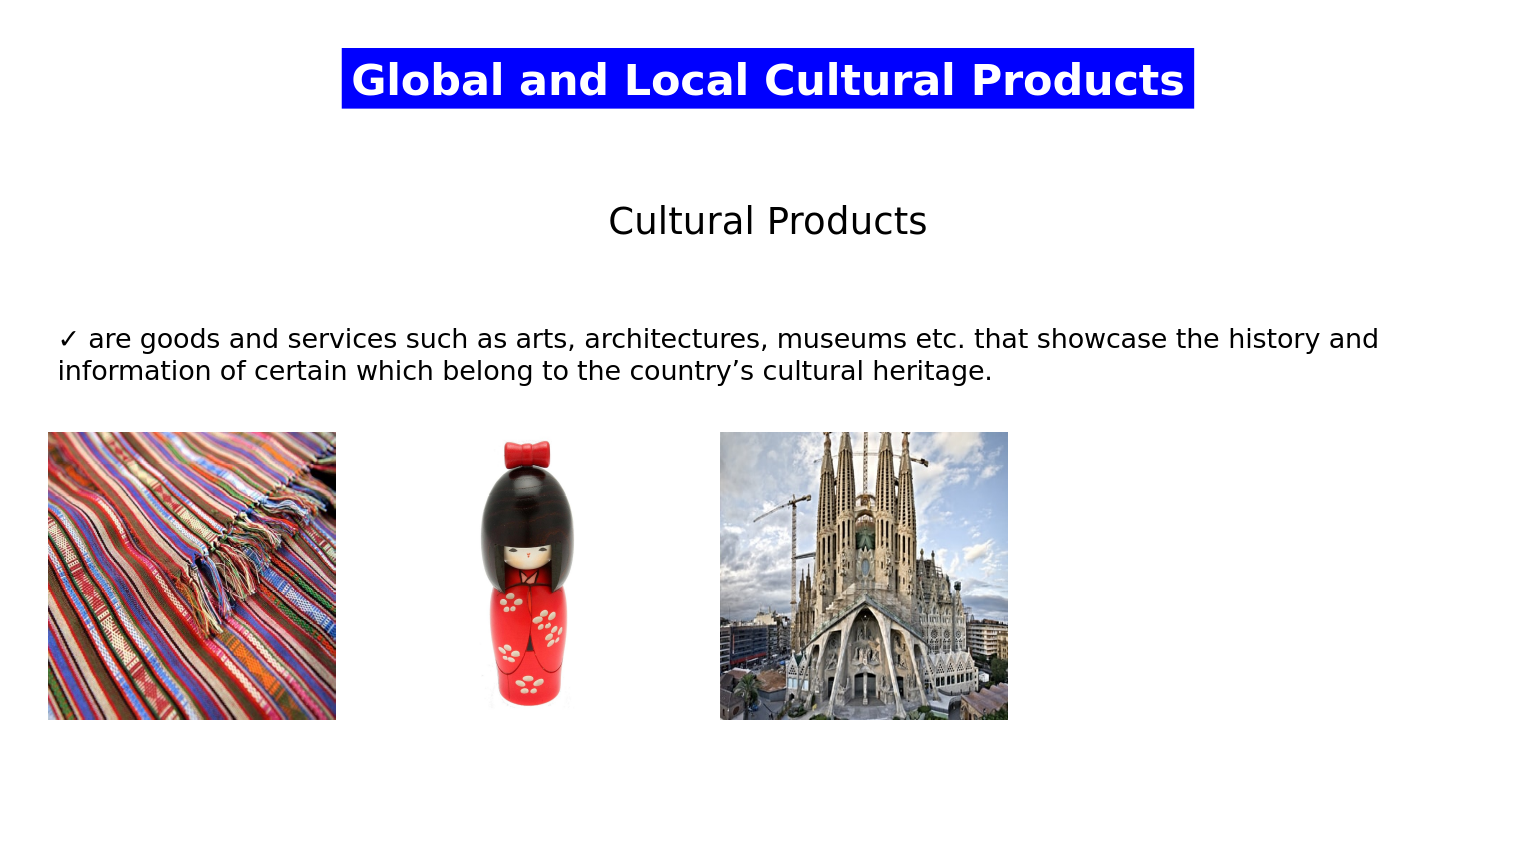 Global and Local Cultural Products
Cultural Products
✓ are goods and services such as arts, architectures, museums etc. that showcase the history and
information of certain which belong to the country’s cultural heritage.